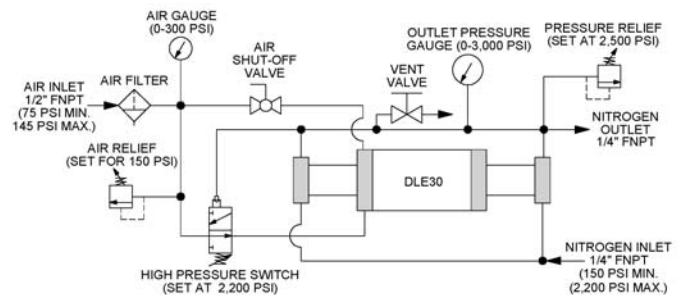 AIR GAUGE
(0-300 PSI)
AIR
SHUT-OFF
VALVE
OUTLET PRESSURE
GAUGE (0-3,000 PSI)
PRESSURE RELIEF
(SET AT 2,500 PSI)
VENT
VALVE
AIR INLET
1/2" FNPT
(75 PSI MIN.
145 PSI MAX.)
AIR FILTER
NITROGEN
OUTLET
1/4" FNPT
AIR RELIEF
(SET FOR 150 PSI)
DLE30
HIGH PRESSURE SWITCH
(SET AT 2,200 PSI)
NITROGEN INLET
1/4" FNPT
(150 PSI MIN.
(2,200 PSI MAX.)